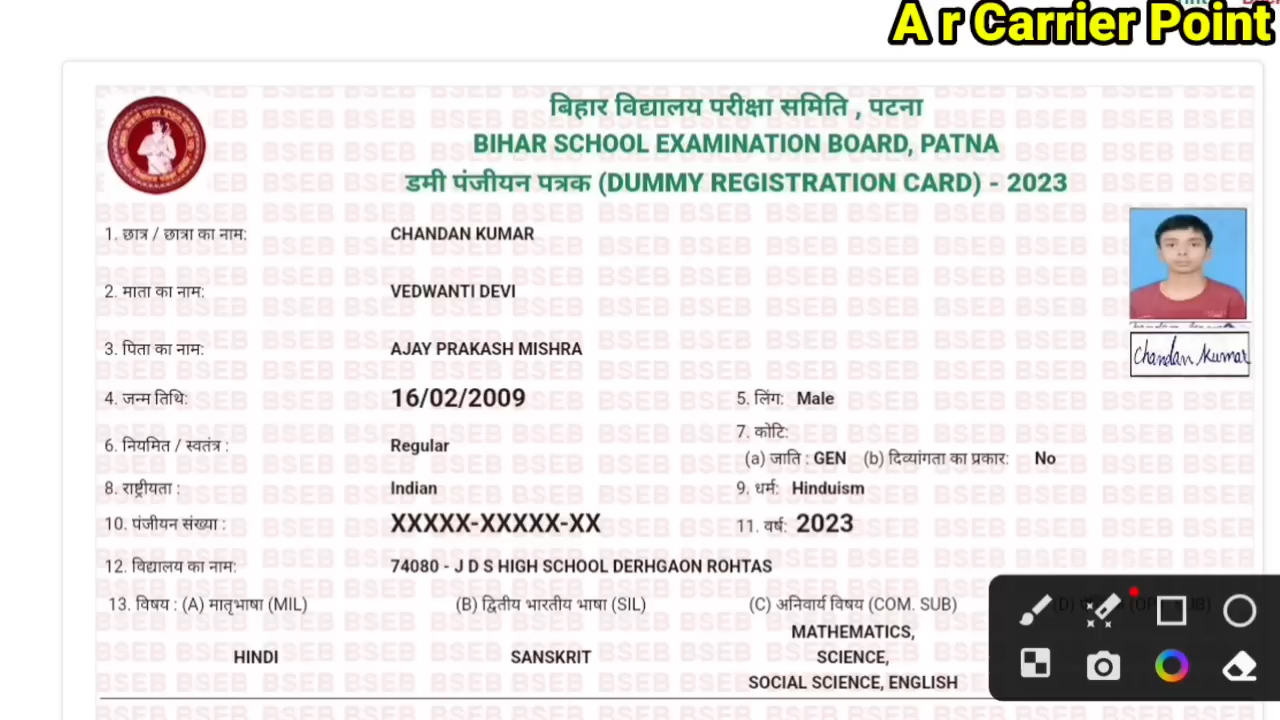 A r Carrier Point
बिहार विद्यालय परीक्षा समिति , पटना
BIHAR SCHOOL EXAMINATION BOARD, PATNA
डमी पंजीयन पत्रक (DUMMY REGISTRATION CARD) - 2023
1. छात्र / छात्रा का नाम: CHANDAN KUMAR
2. माता का नाम: VEDWANTI DEVI
3. पिता का नाम: AJAY PRAKASH MISHRA
Chandan Kumar
4. जन्म तिथि: 16/02/2009 5. लिंग: Male
6. नियमित / स्वतंत्र : Regular 7. कोटि:
(a) जाति : GEN (b) दिव्यांगता का प्रकार: No
8. राष्ट्रीयता : Indian 9. धर्म: Hinduism
10. पंजीयन संख्या : XXXXX-XXXXX-XX 11. वर्ष: 2023
12. विद्यालय का नाम: 74080 - J D S HIGH SCHOOL DERHGAON ROHTAS
13. विषय : (A) मातृभाषा (MIL) (B) द्वितीय भारतीय भाषा (SIL) (C) अनिवार्य विषय (COM. SUB)
HINDI SANSKRIT MATHEMATICS,
SCIENCE,
SOCIAL SCIENCE, ENGLISH